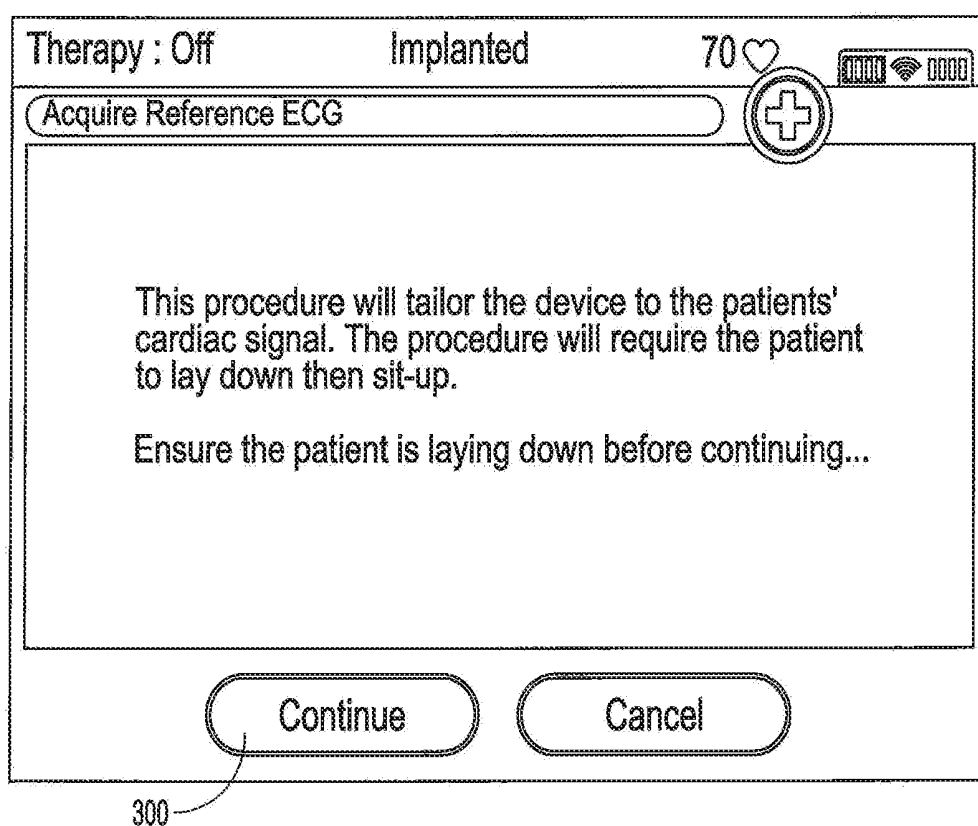 Therapy : Off Implanted 70
Acquire Reference ECG
This procedure will tailor the device to the patients'
cardiac signal. The procedure will require the patient
to lay down then sit-up.
Ensure the patient is laying down before continuing...
Continue Cancel
300